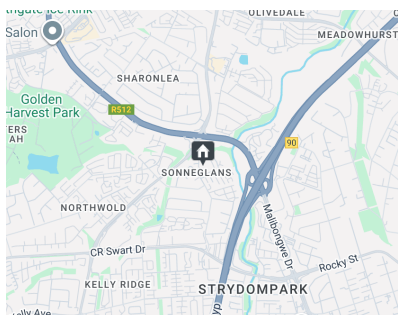 OLIVEDALE
Salon
MEADOWHURST
SHARONLEA
Golden
Harvest Park
R512
90
SONNEGLANS
NORTHWOLD
CR Swart Dr
Malibongwe Dr
Rocky St
KELLY RIDGE
STRYDOMPARK